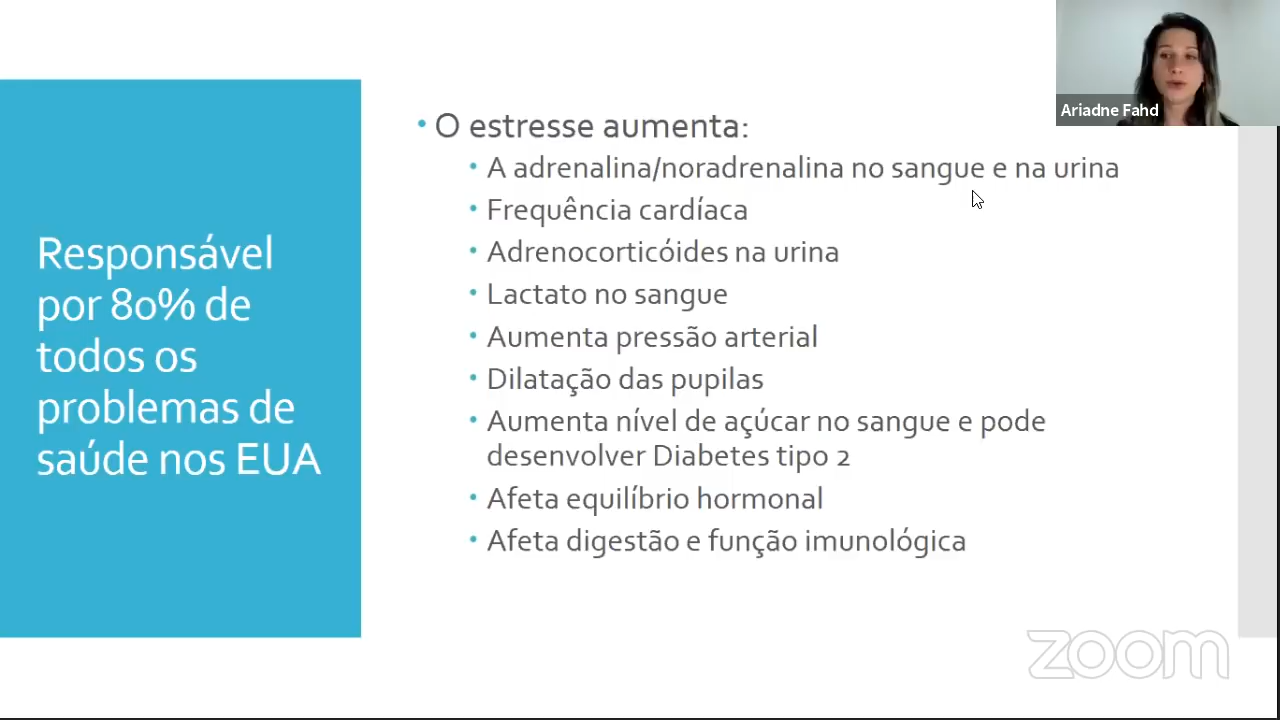 Ariadne Fahd
Responsável
por 80% de
todos os
problemas de
saúde nos EUA
• O estresse aumenta:
• A adrenalina/noradrenalina no sangue e na urina
• Frequência cardíaca
• Adrenocorticóides na urina
• Lactato no sangue
• Aumenta pressão arterial
• Dilatação das pupilas
• Aumenta nível de açúcar no sangue e pode
desenvolver Diabetes tipo 2
• Afeta equilíbrio hormonal
• Afeta digestão e função imunológica
zoom